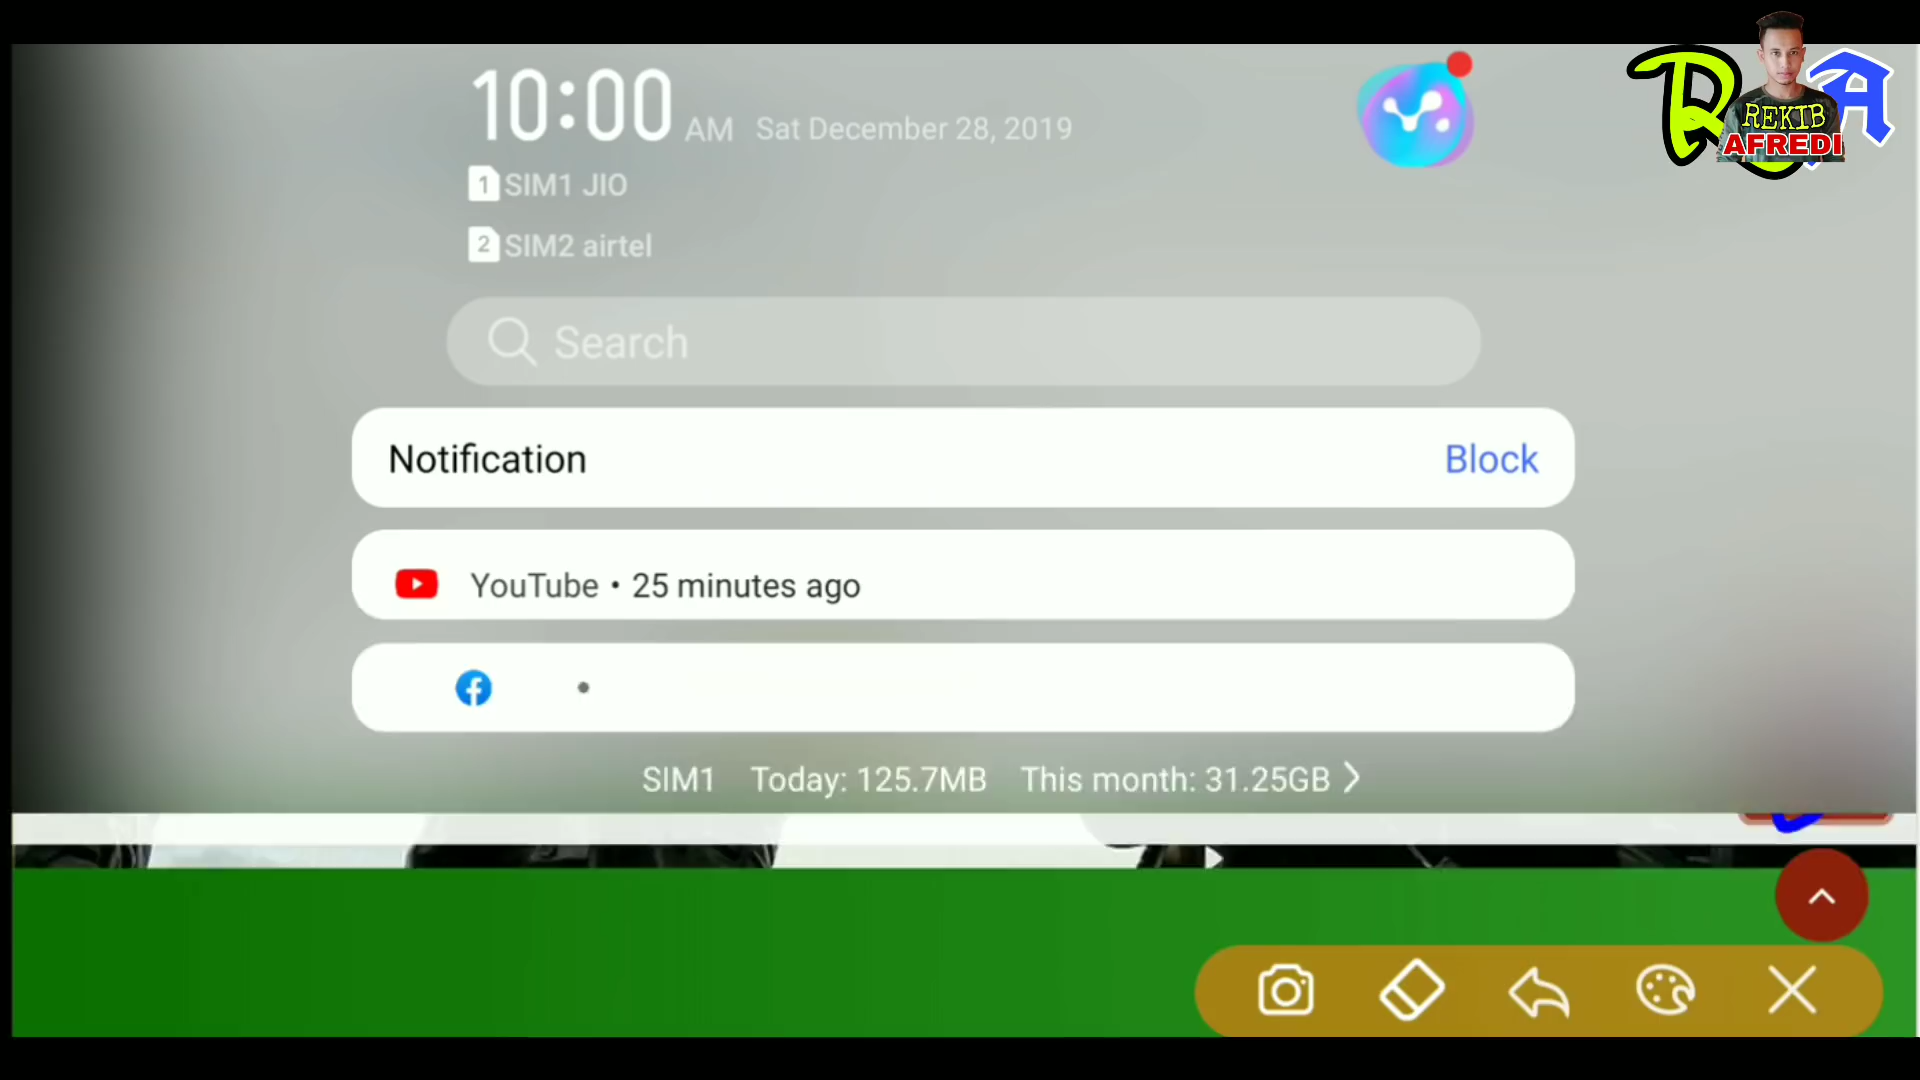 10:00 AM Sat December 28, 2019
R A
REKIB
AFREDI
1 SIM1 JIO
2 SIM2 airtel
Search
Notification Block
YouTube • 25 minutes ago
SIM1 Today: 125.7MB This month: 31.25GB